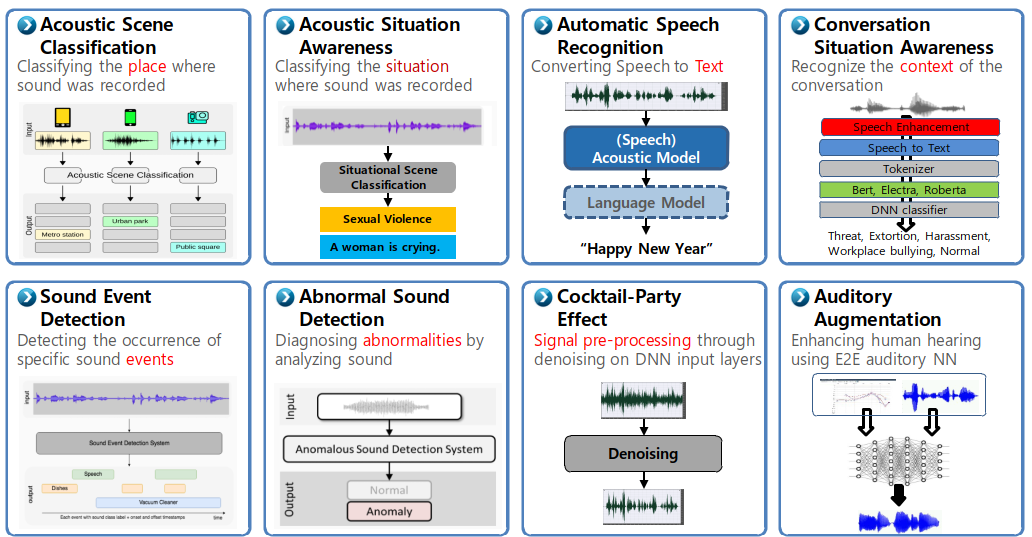 Acoustic Scene
Classification
Classifying the place where
sound was recorded
Input
Acoustic Scene Classification
Output
Urban park
Metro station
Public square
Acoustic Situation
Awareness
Classifying the situation
where sound was recorded
input
Situational Scene
Classification
Sexual Violence
A woman is crying.
Automatic Speech
Recognition
Converting Speech to Text
(Speech)
Acoustic Model
Language Model
“Happy New Year”
Conversation
Situation Awareness
Recognize the context of the
conversation
Speech Enhancement
Speech to Text
Tokenizer
Bert, Electra, Roberta
DNN classifier
Threat, Extortion, Harassment,
Workplace bullying, Normal
Sound Event
Detection
Detecting the occurrence of
specific sound events
input
Sound Event Detection System
output
Speech
Dishes
Vacuum Cleaner
Each event with sound class label + onset and offset timestamps
time
Abnormal Sound
Detection
Diagnosing abnormalities by
analyzing sound
Input
Anomalous Sound Detection System
Output
Normal
Anomaly
Cocktail-Party
Effect
Signal pre-processing through
denoising on DNN input layers
Denoising
Auditory
Augmentation
Enhancing human hearing
using E2E auditory NN